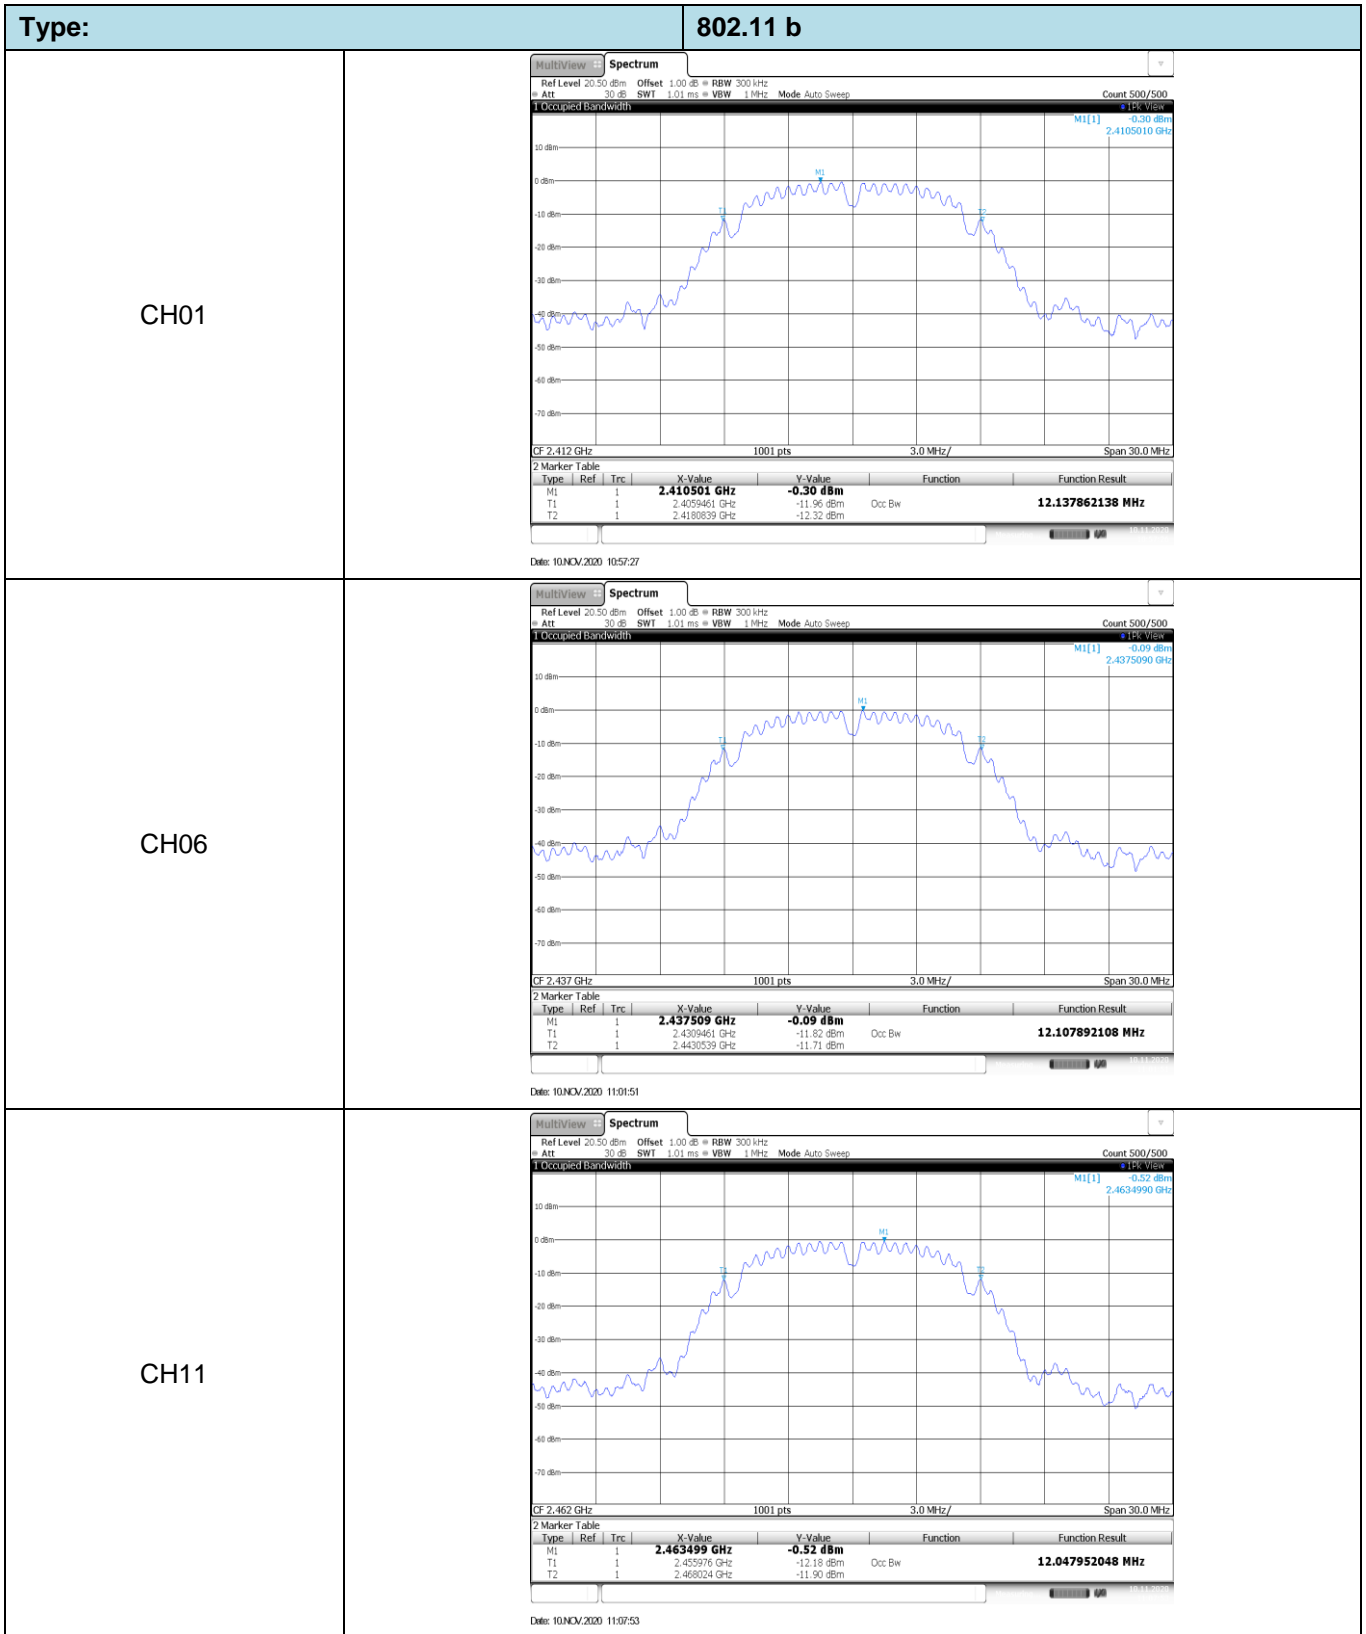 Type: 802.11 b
CH01
MultiView Spectrum
Ref Level 20.50 dBm Offset 1.00 dB RBW 300 kHz
Att 30 dB SWT 1.01 ms VBW 1 MHz Mode Auto Sweep Count 500/500
1 Occupied Bandwidth 1Pk View
M1[1] -0.30 dBm
2.4105010 GHz
10 dBm
M1
0 dBm
T1 T2
-10 dBm
-20 dBm
-30 dBm
-40 dBm
-50 dBm
-60 dBm
-70 dBm
CF 2.412 GHz 1001 pts 3.0 MHz/ Span 30.0 MHz
2 Marker Table
Type Ref Trc X-Value Y-Value Function Function Result
M1 1 2.410501 GHz -0.30 dBm
T1 1 2.4059461 GHz -11.96 dBm Occ Bw 12.137862138 MHz
T2 1 2.4180839 GHz -12.32 dBm
10.11.2020
Date: 10.NOV.2020 10:57:27
CH06
MultiView Spectrum
Ref Level 20.50 dBm Offset 1.00 dB RBW 300 kHz
Att 30 dB SWT 1.01 ms VBW 1 MHz Mode Auto Sweep Count 500/500
1 Occupied Bandwidth 1Pk View
M1[1] -0.09 dBm
2.4375090 GHz
10 dBm
M1
0 dBm
T1 T2
-10 dBm
-20 dBm
-30 dBm
-40 dBm
-50 dBm
-60 dBm
-70 dBm
CF 2.437 GHz 1001 pts 3.0 MHz/ Span 30.0 MHz
2 Marker Table
Type Ref Trc X-Value Y-Value Function Function Result
M1 1 2.437509 GHz -0.09 dBm
T1 1 2.4309461 GHz -11.82 dBm Occ Bw 12.107892108 MHz
T2 1 2.4430539 GHz -11.71 dBm
10.11.2020
Date: 10.NOV.2020 11:01:51
CH11
MultiView Spectrum
Ref Level 20.50 dBm Offset 1.00 dB RBW 300 kHz
Att 30 dB SWT 1.01 ms VBW 1 MHz Mode Auto Sweep Count 500/500
1 Occupied Bandwidth 1Pk View
M1[1] -0.52 dBm
2.4634990 GHz
10 dBm
M1
0 dBm
T1 T2
-10 dBm
-20 dBm
-30 dBm
-40 dBm
-50 dBm
-60 dBm
-70 dBm
CF 2.462 GHz 1001 pts 3.0 MHz/ Span 30.0 MHz
2 Marker Table
Type Ref Trc X-Value Y-Value Function Function Result
M1 1 2.463499 GHz -0.52 dBm
T1 1 2.455976 GHz -12.18 dBm Occ Bw 12.047952048 MHz
T2 1 2.468024 GHz -11.90 dBm
10.11.2020
Date: 10.NOV.2020 11:07:53